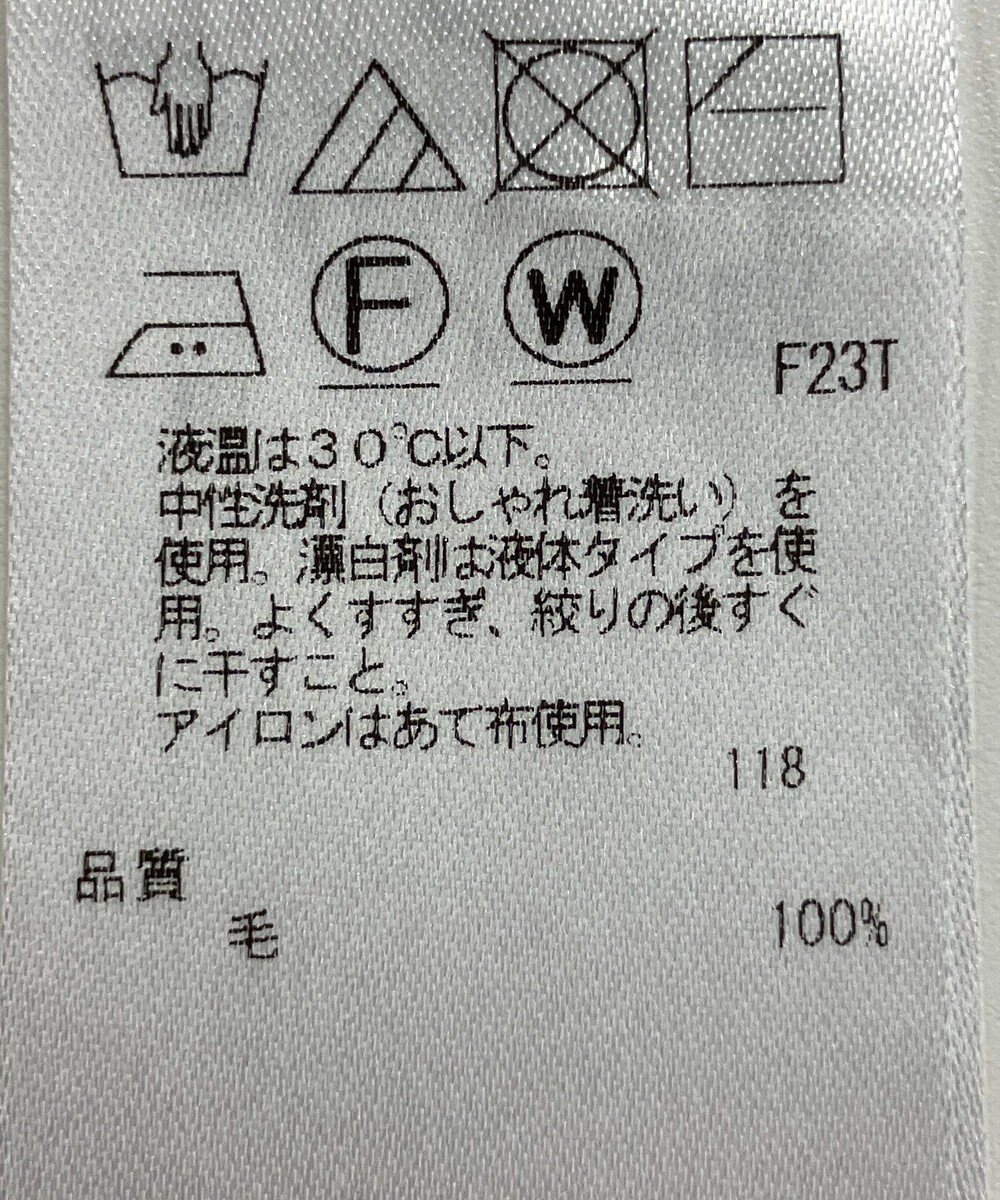 F
W
F23T
液温は30℃以下。
中性洗剤（おしゃれ着洗い）を
使用。漂白剤は液体タイプを使
用。よくすすぎ、絞りの後すぐ
に干すこと。
アイロンはあて布使用。
118
品質
毛 100%